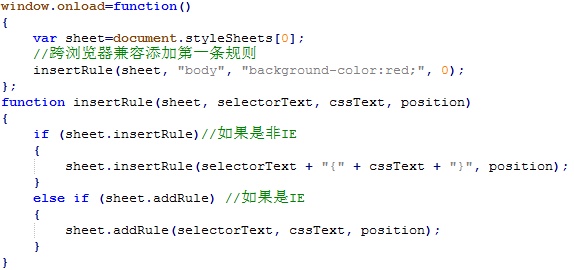 window.onload=function()
{
    var sheet=document.styleSheets[0];
    //跨浏览器兼容添加第一条规则
    insertRule(sheet, "body", "background-color:red;", 0);
};
function insertRule(sheet, selectorText, cssText, position)
{
    if (sheet.insertRule)//如果是非IE
    {
        sheet.insertRule(selectorText + "{" + cssText + "}", position);
    }
    else if (sheet.addRule) //如果是IE
    {
        sheet.addRule(selectorText, cssText, position);
    }
}